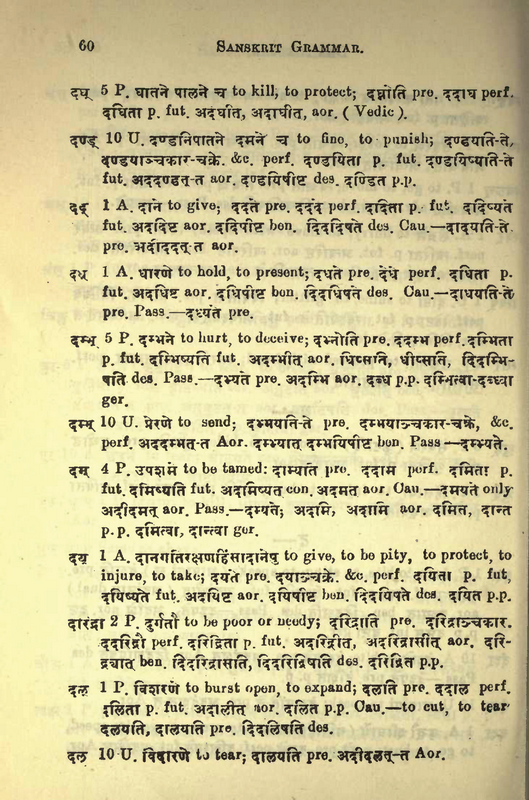 60 SANSKRIT GRAMMAR.
दघ् 5 P. घातने पालने च to kill, to protect; दघ्नोति pre. ददाघ perf.
दघिता p. fut. अदघीत्, अदाघीत्, aor. ( Vedic ).
दण्ड् 10 U. दण्डनिपातने दमने च to fine, to punish; दण्डयति-ते,
दण्डयाञ्चकार-चक्रे. &c. perf. दण्डयिता p. fut. दण्डयिष्यति-ते
fut. अददण्डत्-त aor. दण्डयिषीष्ट des. दण्डित p.p.
दद् 1 A. दाने to give; ददते pre. दददे perf. ददिता p. fut. ददिष्यते
fut. अददिष्ट aor. ददिषीष्ट ben. दिददिषते des. Cau.—दादयति-ते.
pre. अदीददत्-त aor.
दध् 1 A. धारणे to hold, to present; दधते pre. देधे perf. दधिता p.
fut. अदधिष्ट aor. दधिषीष्ट ben. दिदधिषते des. Cau.—दाधयति-ते
pre. Pass.—दध्यते pre.
दम्भ् 5 P. दम्भने to hurt, to deceive; दभ्नोति pre. ददम्भ perf. दम्भिता
p. fut. दम्भिष्यति fut. अदम्भीत् aor. धिप्सति, धीप्सति, दिदम्भि-
षति des. Pass.—दभ्यते pre. अदम्भि aor. दब्ध p.p. दम्भित्वा-दब्ध्वा
ger.
दम्भ् 10 U. प्रेरणे to send; दम्भयति-ते pre. दम्भयाञ्चकार-चक्रे, &c.
perf. अददम्भत्-त Aor. दम्भ्यात् दम्भयिषीष्ट ben. Pass—दम्भ्यते.
दम् 4 P. उपशमे to be tamed: दाम्यति pre. ददाम perf. दमिता p.
fut. दमिष्यति fut. अदमिष्यत् con. अदमत् aor. Cau.—दमयते only
अदीदमत् aor. Pass.—दम्यते; अदमि, अदामि aor. दमित, दान्त
p.p. दमित्वा, दान्त्वा ger.
दय् 1 A. दानगतिरक्षणहिंसादानेषु to give, to be pity, to protect, to
injure, to take; दयते pre. दयाञ्चक्रे. &c. perf. दयिता p. fut,
दयिष्यते fut. अदयिष्ट aor. दयिषीष्ट ben. दिदयिषते des. दयित p.p.
दरिद्रा 2 P. दुर्गतौ to be poor or needy; दरिद्राति pre. दरिद्राञ्चकार.
ददरिद्रौ perf. दरिद्रिता p. fut. अदरिद्रीत्, अदरिद्रासीत् aor. दरि-
द्र्यात् ben. दिदरिद्रासति, दिदरिद्रिषति des. दरिद्रित p.p.
दल् 1 P. विशरणे to burst open, to expand; दलति pre. ददाल perf.
दलिता p. fut. अदालीत् aor. दलित p.p. Cau.—to cut, to tear
दलयति, दालयति pre. दिदलिषति des.
दल् 10 U. विदारणे to tear; दालयति pre. अदीदलत्-त Aor.